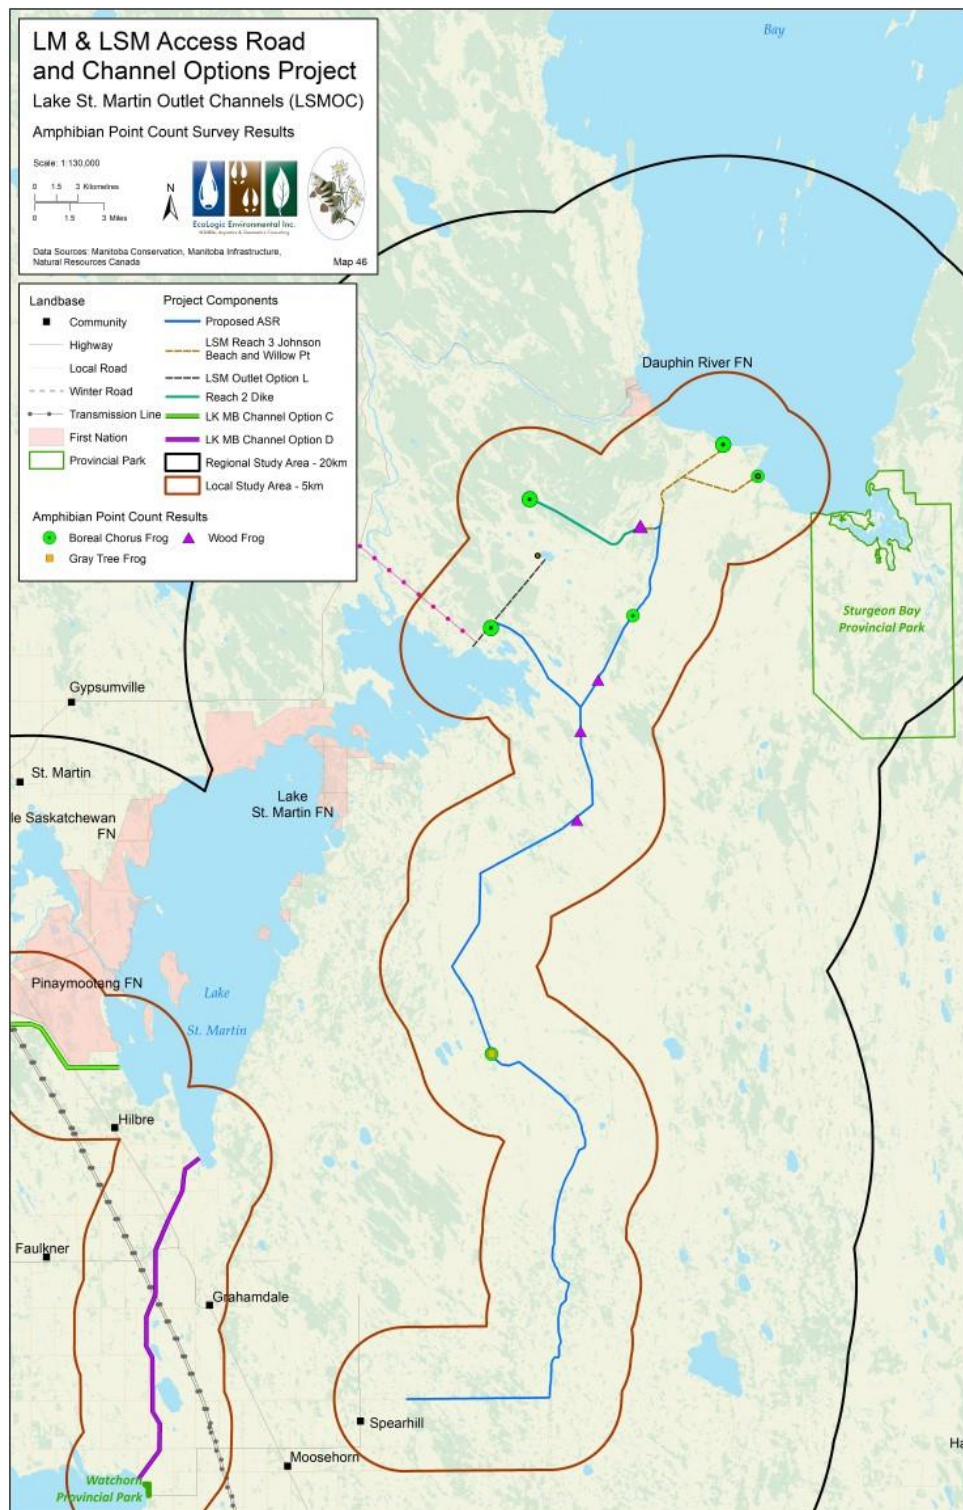 LM & LSM Access Road
and Channel Options Project
Lake St. Martin Outlet Channels (LSMOC)
Amphibian Point Count Survey Results
Scale: 1:130,000
0 1.5 3 Kilometres
0 1.5 3 Miles
N
EcoLogic Environmental Inc.
Data Sources: Manitoba Conservation, Manitoba Infrastructure,
Natural Resources Canada
Map 46
Landbase
Community
Highway
Local Road
Winter Road
Transmission Line
First Nation
Provincial Park
Project Components
Proposed ASR
LSM Reach 3 Johnson
Beach and Willow Pt
LSM Outlet Option L
Reach 2 Dike
LK MB Channel Option C
LK MB Channel Option D
Regional Study Area - 20km
Local Study Area - 5km
Amphibian Point Count Results
Boreal Chorus Frog
Wood Frog
Gray Tree Frog
Bay
Dauphin River FN
Sturgeon Bay
Provincial Park
Gypsumville
St. Martin
Lake
St. Martin FN
le Saskatchewan
FN
Pinaymootang FN
Lake
St. Martin
Hilbre
Faulkner
Grahamdale
Spearhill
Moosehorn
Ha
Watchorn
Provincial Park